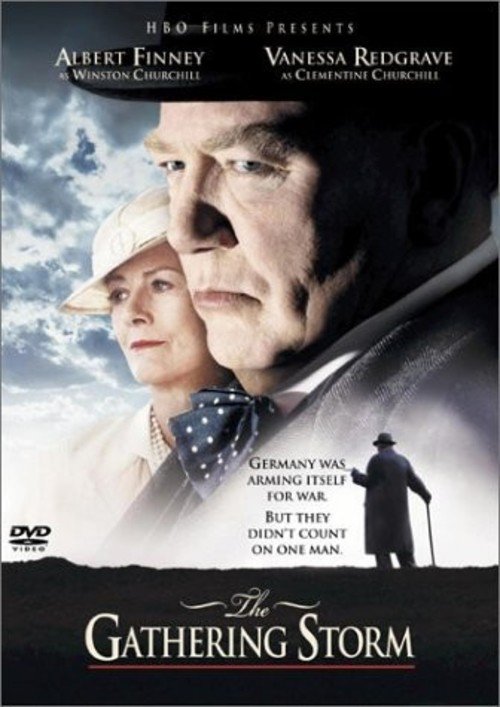 HBO FILMS PRESENTS
ALBERT FINNEY
AS WINSTON CHURCHILL
VANESSA REDGRAVE
AS CLEMENTINE CHURCHILL
GERMANY WAS
ARMING ITSELF
FOR WAR.
BUT THEY
DIDN'T COUNT
ON ONE MAN.
DVD
VIDEO
The
GATHERING STORM